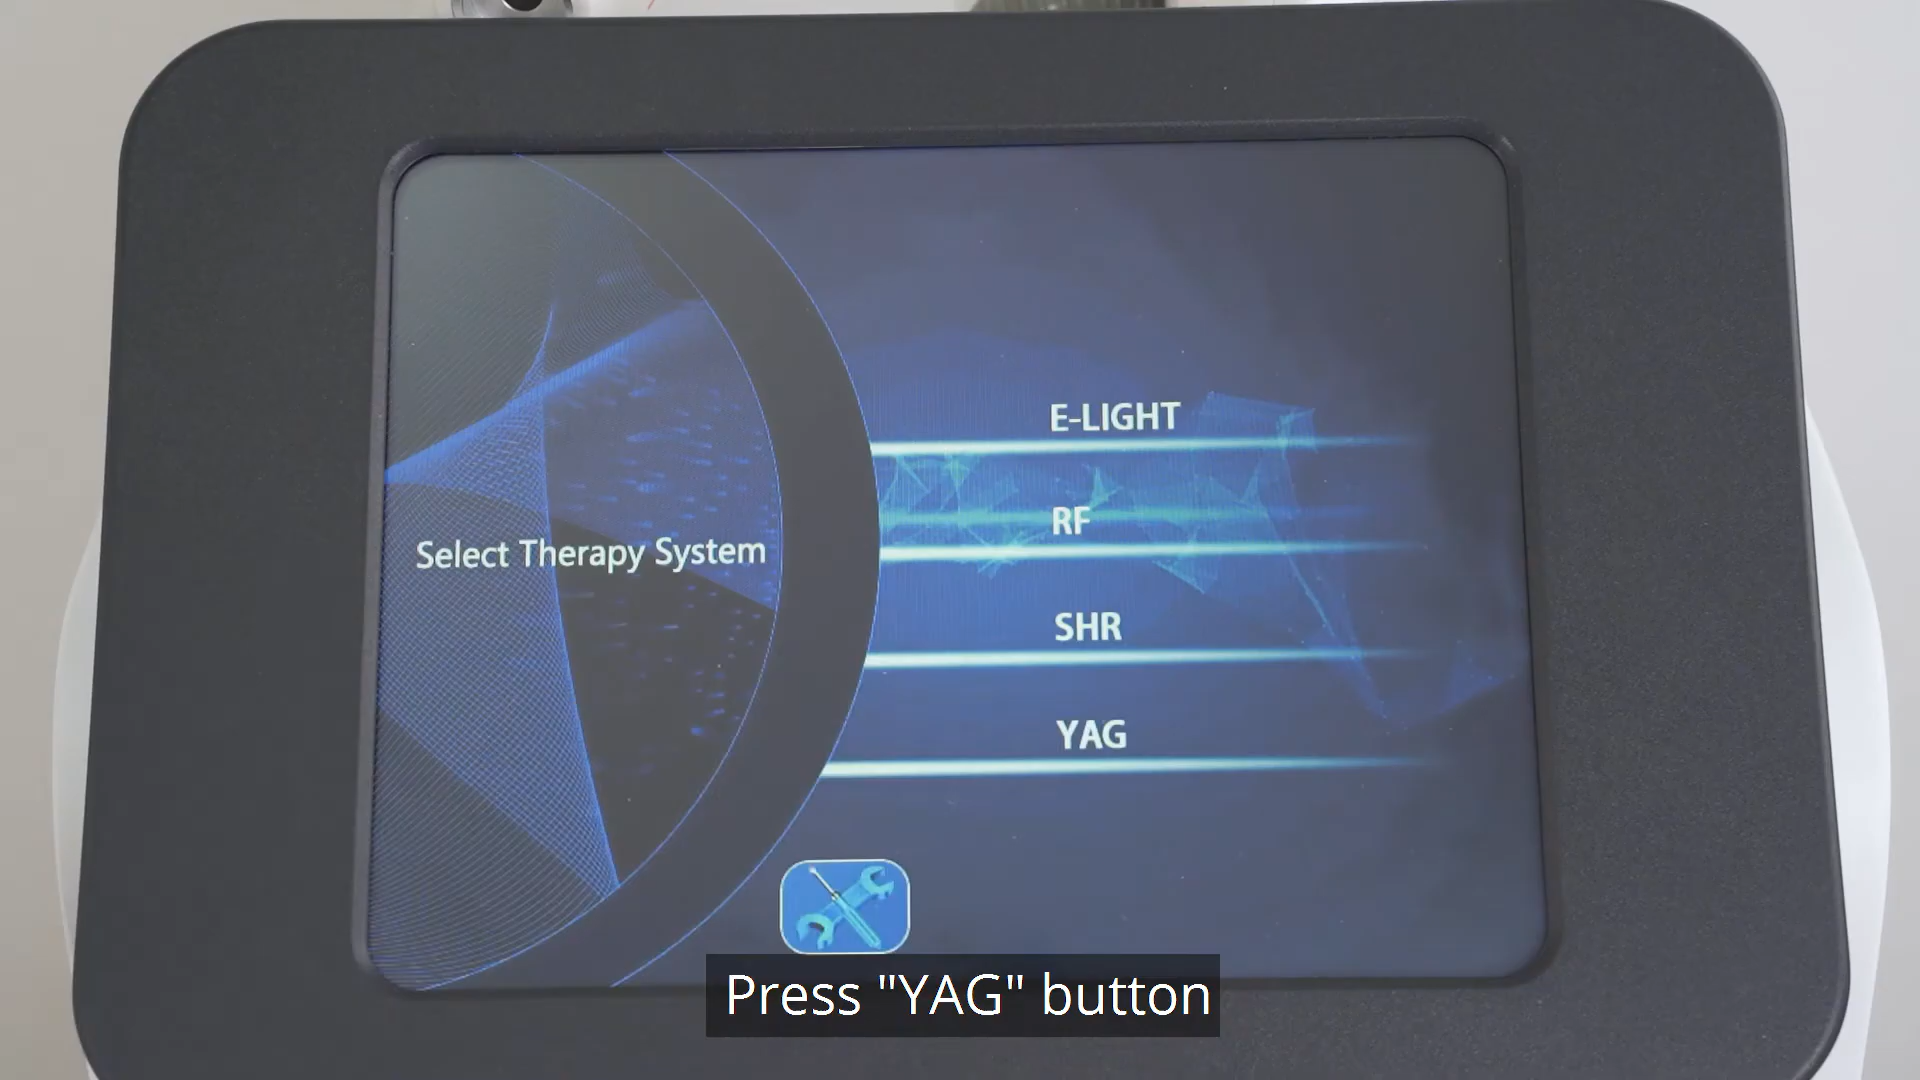 E-LIGHT
RF
Select Therapy System
SHR
YAG
Press "YAG" button